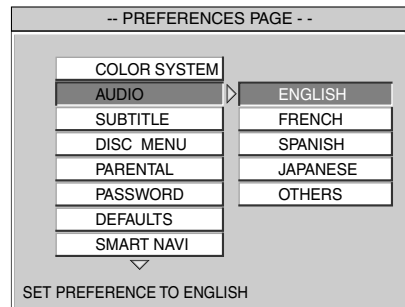 -- PREFERENCES PAGE - -
COLOR SYSTEM
AUDIO
SUBTITLE
DISC MENU
PARENTAL
PASSWORD
DEFAULTS
SMART NAVI
ENGLISH
FRENCH
SPANISH
JAPANESE
OTHERS
SET PREFERENCE TO ENGLISH